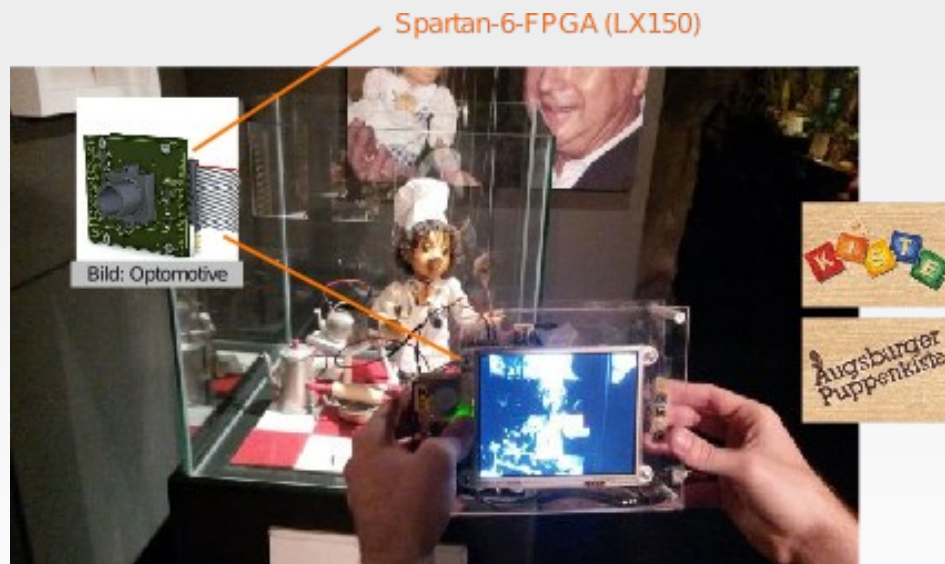 Spartan-6-FPGA (LX150)
Bild: Optomotive
KISTE
Augsburger
Puppenkiste